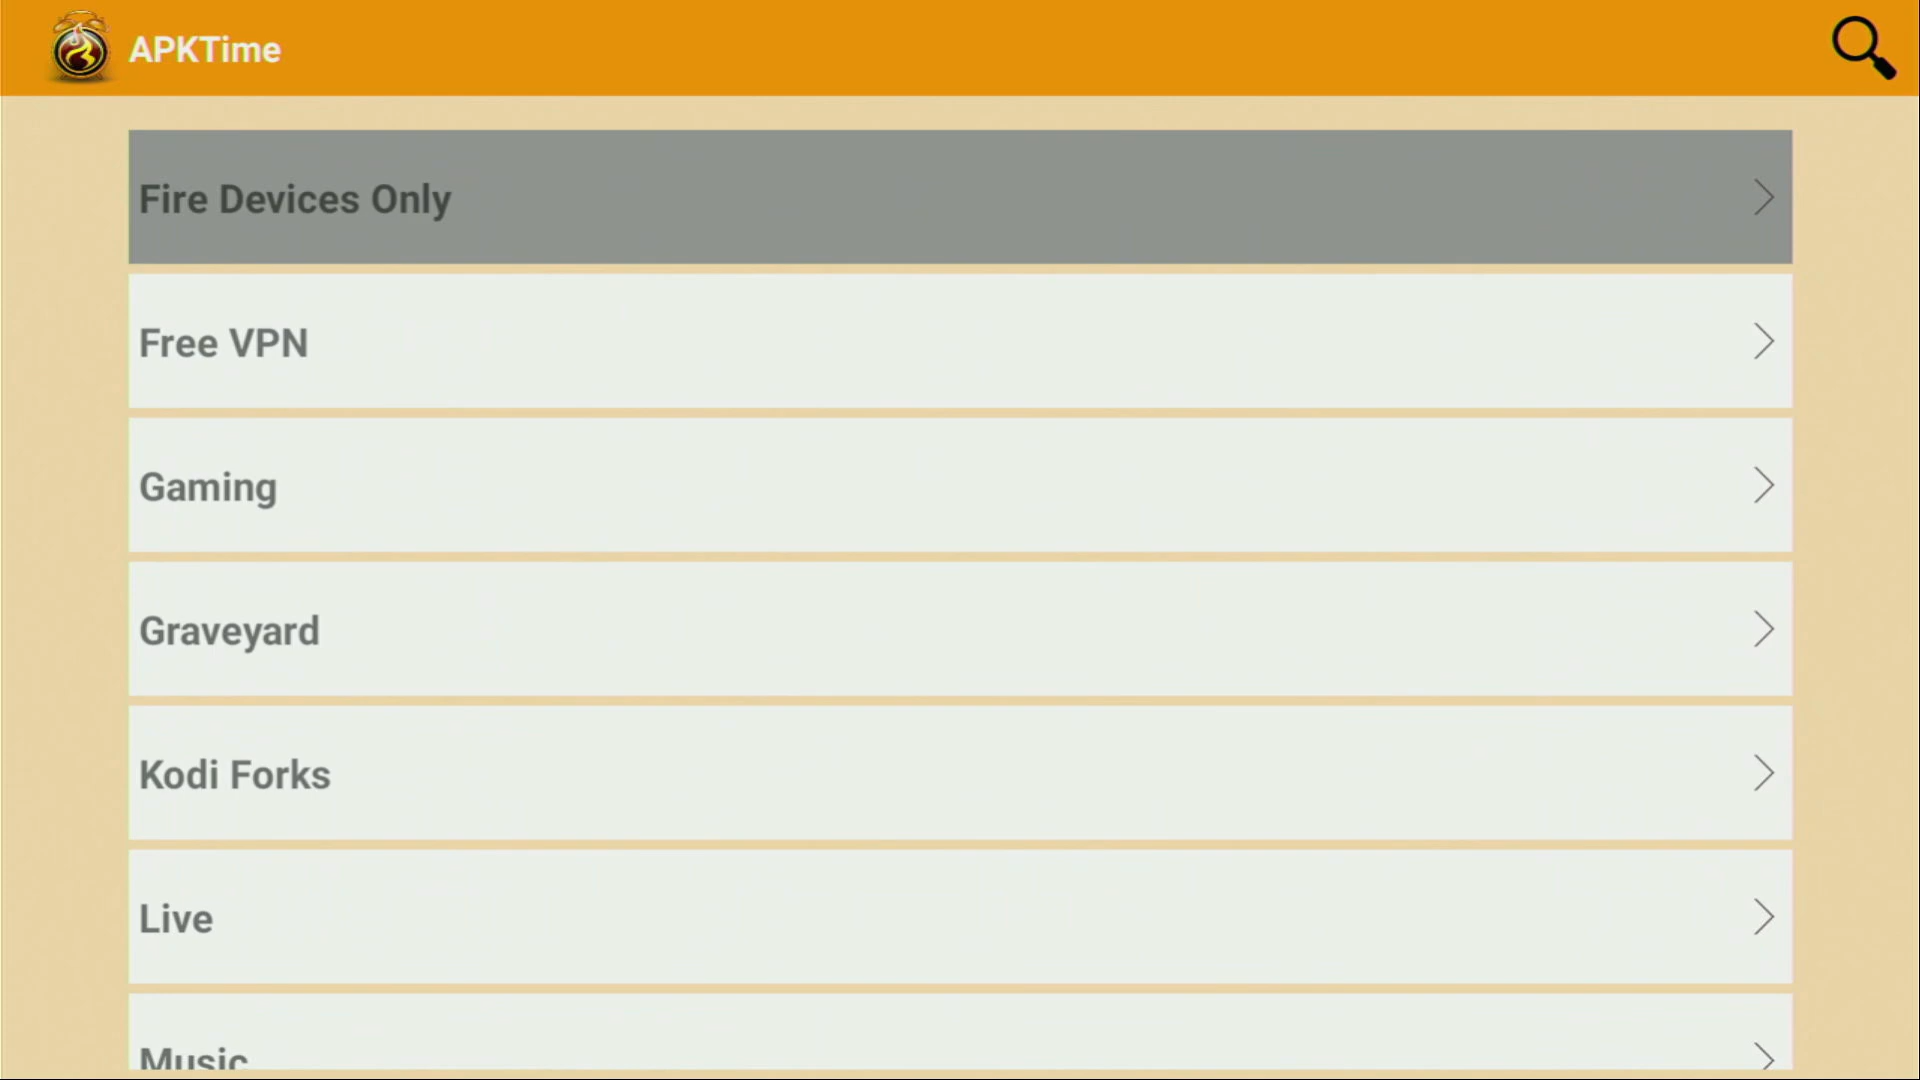 APKTime
Fire Devices Only
Free VPN
Gaming
Graveyard
Kodi Forks
Live
Music